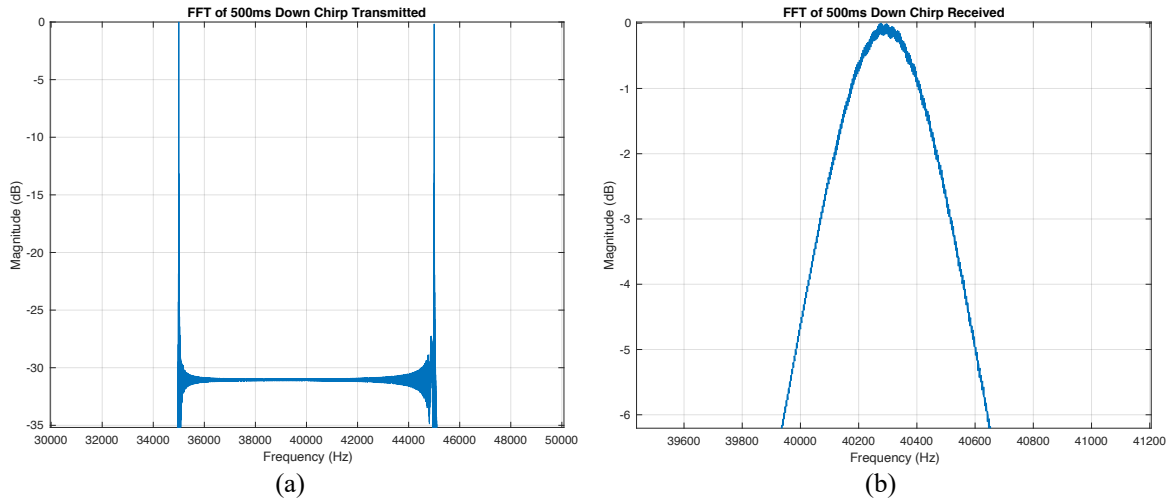 FFT of 500ms Down Chirp Transmitted
0
-5
-10
-15
-20
-25
-30
-35
Magnitude (dB)
30000 32000 34000 36000 38000 40000 42000 44000 46000 48000 50000
Frequency (Hz)
(a)
FFT of 500ms Down Chirp Received
0
-1
-2
-3
-4
-5
-6
Magnitude (dB)
39600 39800 40000 40200 40400 40600 40800 41000 41200
Frequency (Hz)
(b)